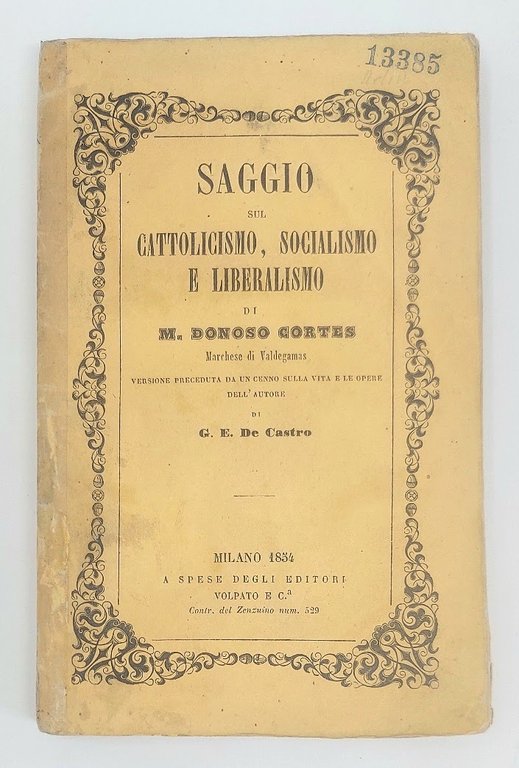 13385
SAGGIO
SUL
CATTOLICISMO, SOCIALISMO
E LIBERALISMO
DI
M. DONOSO CORTES
Marchese di Valdegamas
VERSIONE PRECEDUTA DA UN CENNO SULLA VITA E LE OPERE
DELL'AUTORE
DI
G. E. De Castro
MILANO 1854
A SPESE DEGLI EDITORI
VOLPATO E C.ª
Contr. del Zenzuino num. 529